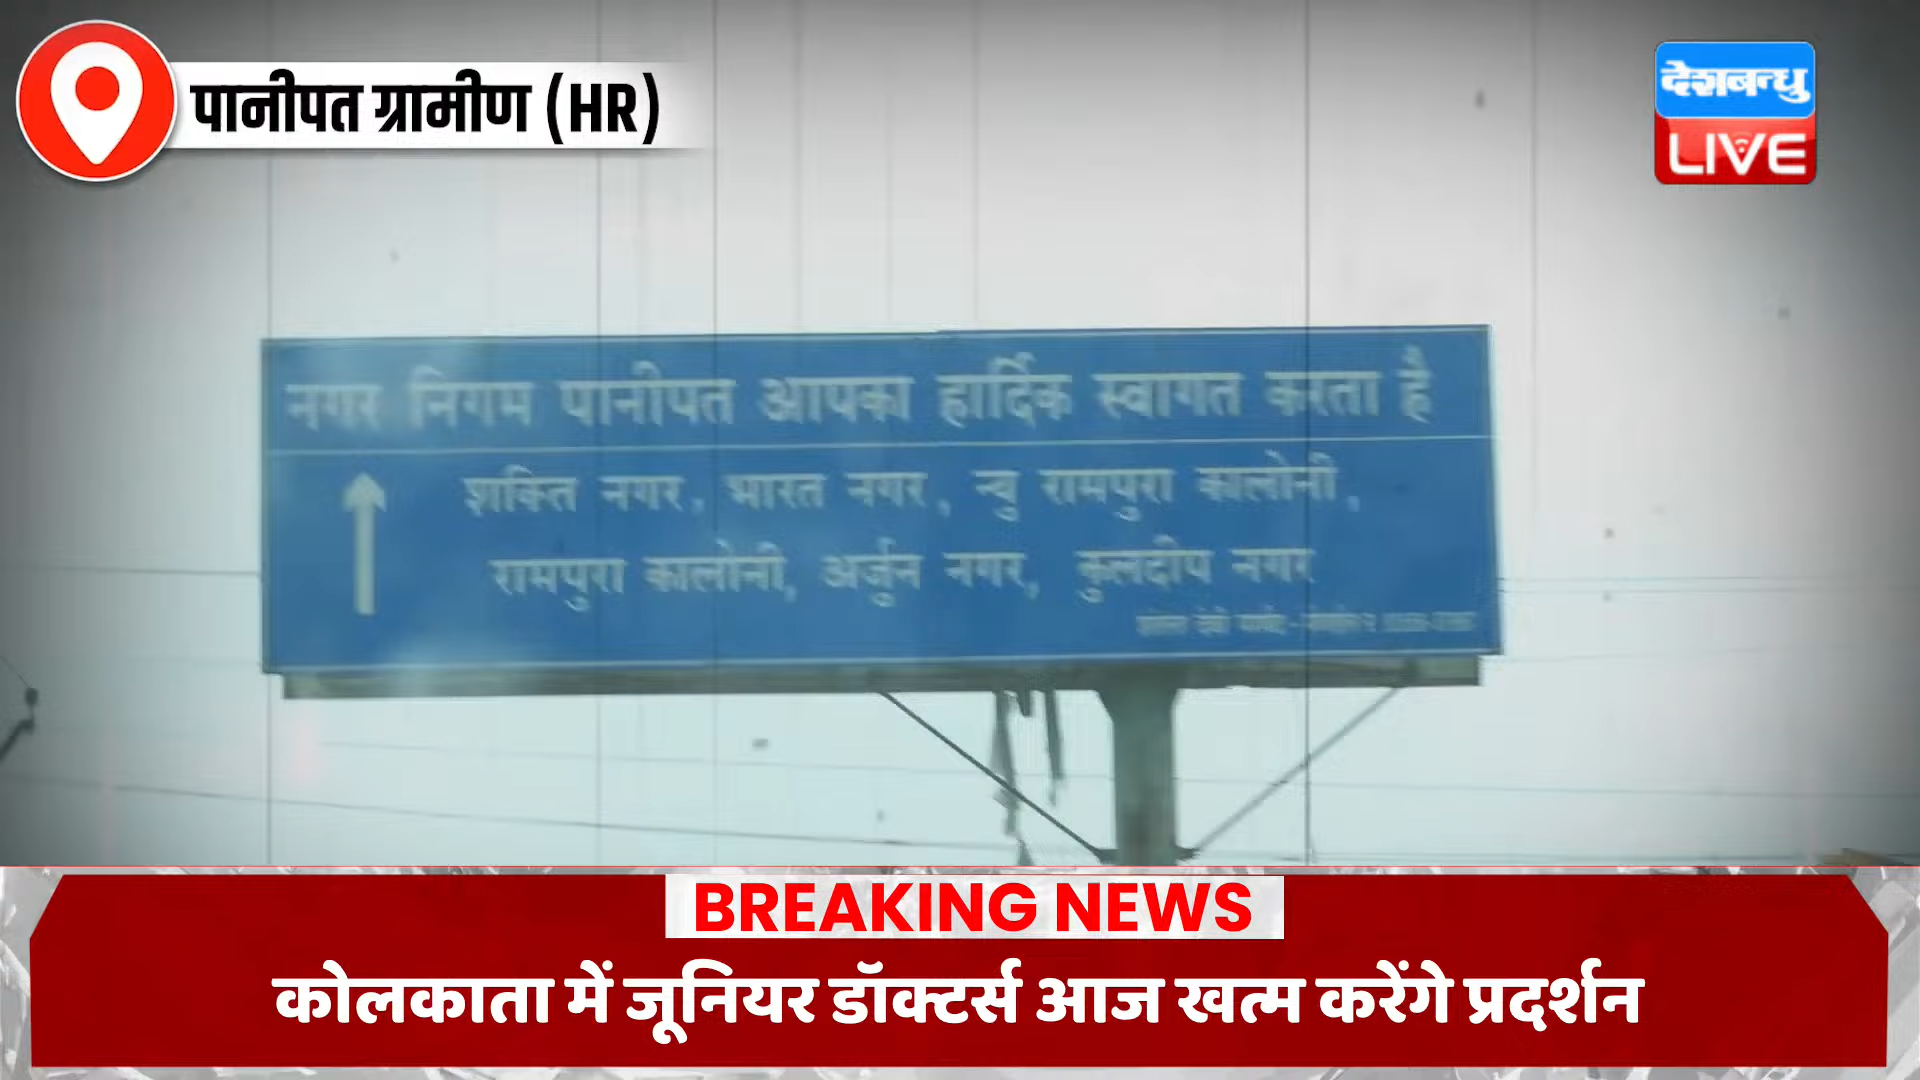 पानीपत ग्रामीण (HR)
देशबन्धु
LIVE
नगर निगम पानीपत आपका हार्दिक स्वागत करता है
शक्ति नगर, भारत नगर, न्यु रामपुरा कालोनी,
रामपुरा कालोनी, अर्जुन नगर, कुलदीप नगर
BREAKING NEWS
कोलकाता में जूनियर डॉक्टर्स आज खत्म करेंगे प्रदर्शन